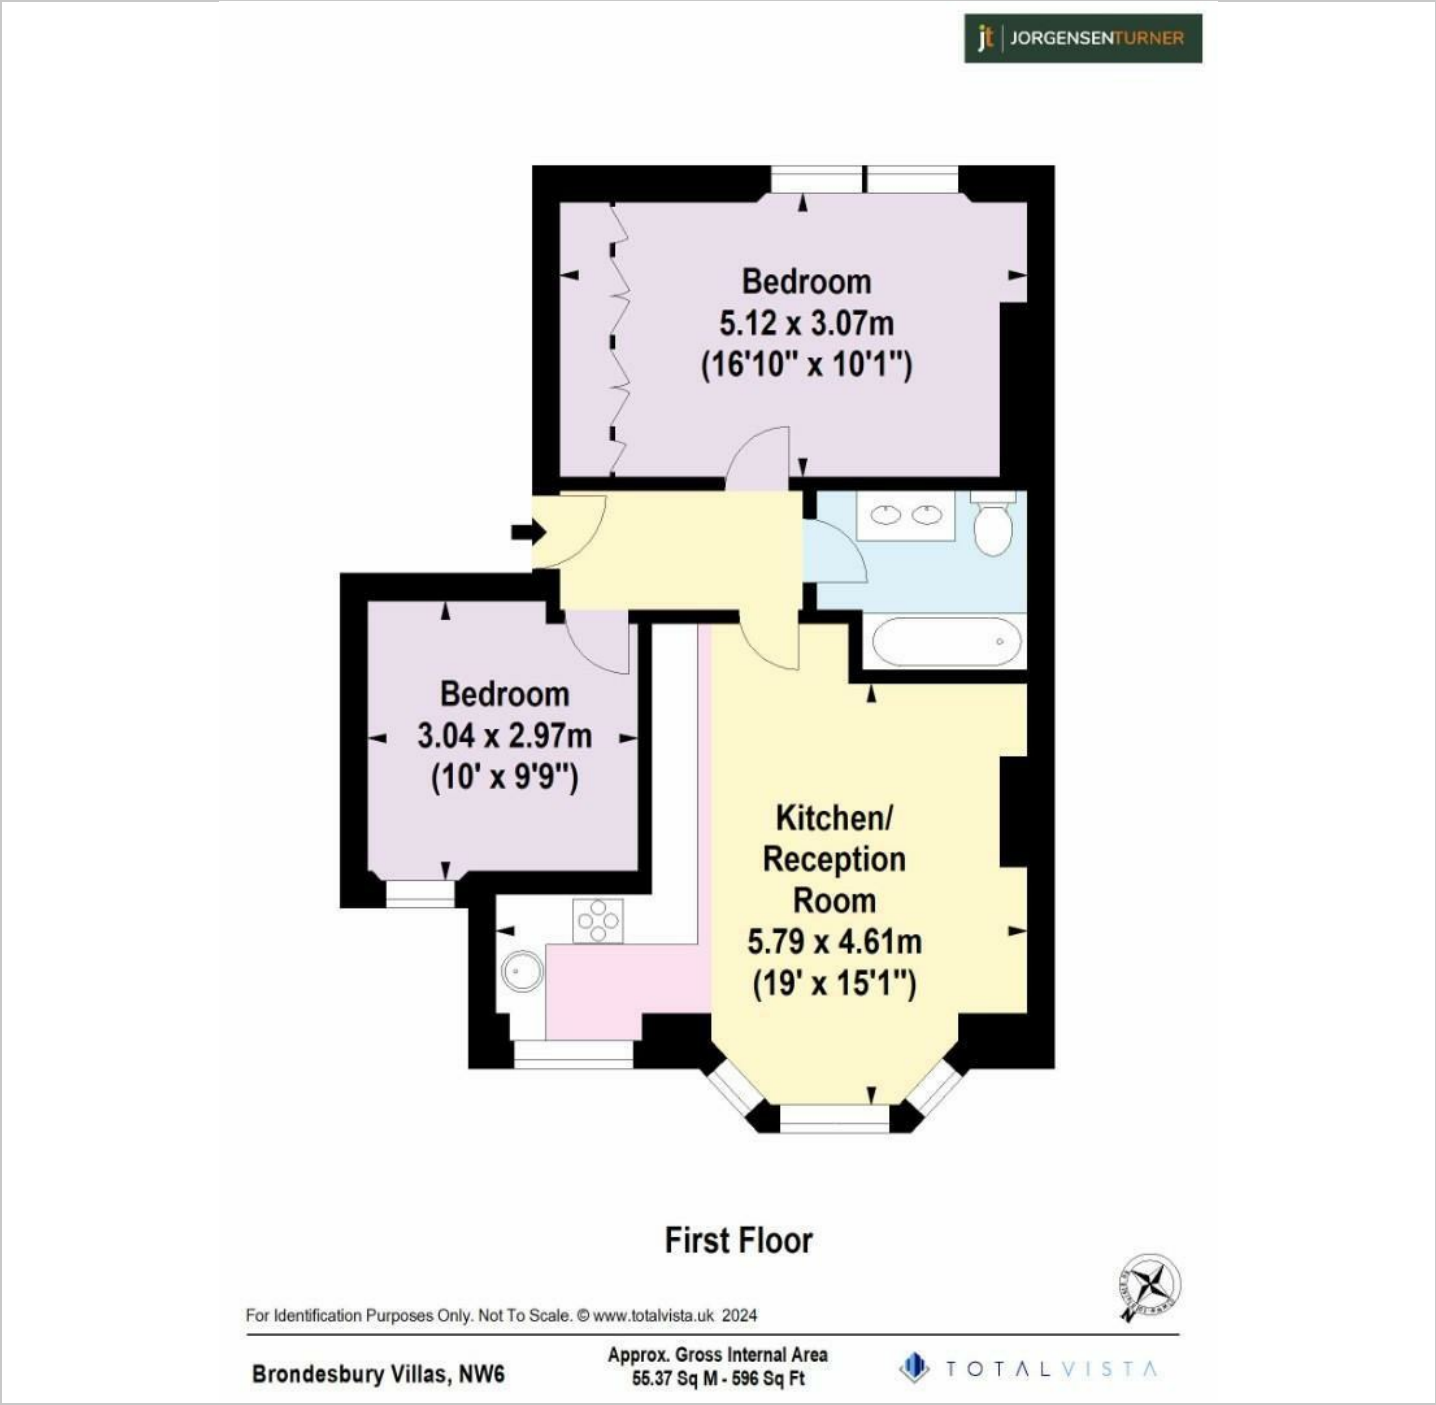 jt JORGENSENTURNER
Bedroom
5.12 x 3.07m
(16'10" x 10'1")
Bedroom
3.04 x 2.97m
(10' x 9'9")
Kitchen/
Reception
Room
5.79 x 4.61m
(19' x 15'1")
First Floor
N
For Identification Purposes Only. Not To Scale. © www.totalvista.uk 2024
Brondesbury Villas, NW6
Approx. Gross Internal Area
55.37 Sq M - 596 Sq Ft
TOTALVISTA